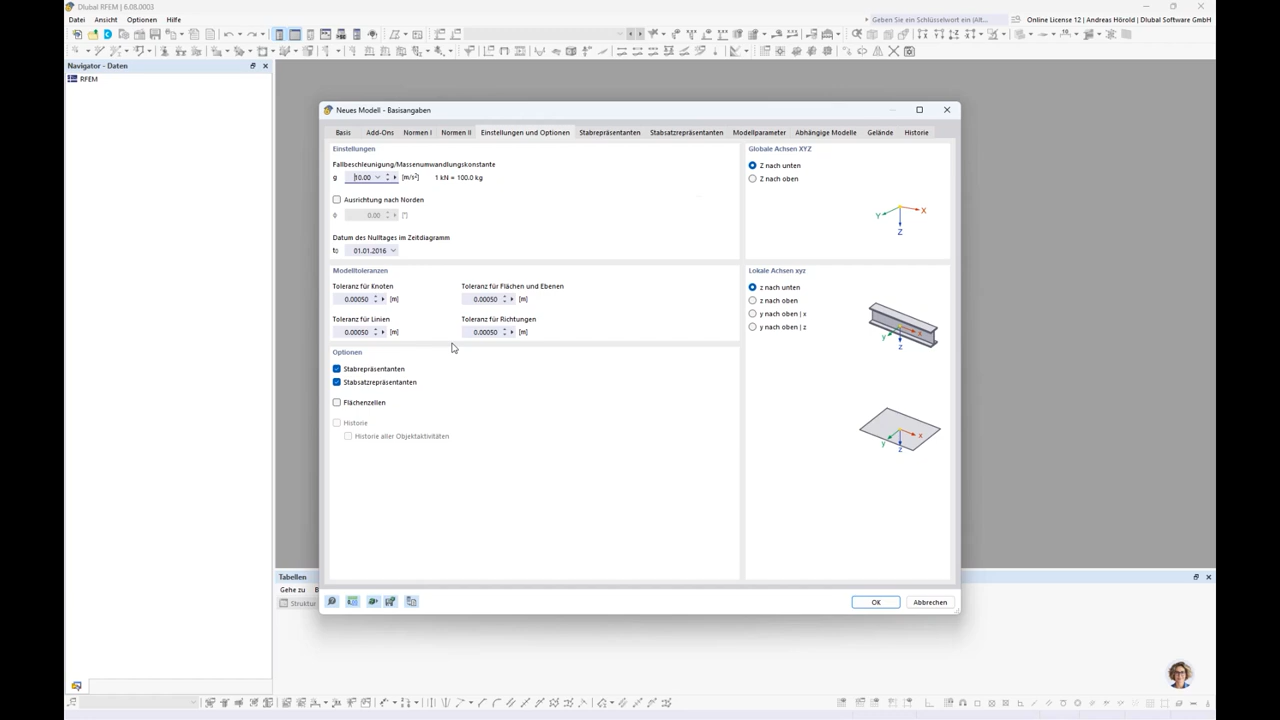 Dlubal RFEM | 6.08.0003
Datei Ansicht Optionen Hilfe
Geben Sie ein Schlüsselwort ein (Alt... Online License 12 | Andreas Hörold | Dlubal Software GmbH
Navigator - Daten
RFEM
Neues Modell - Basisangaben
Basis Add-Ons Normen I Normen II Einstellungen und Optionen Stabrepräsentanten Stabsatzrepräsentanten Modellparameter Abhängige Modelle Gelände Historie
Einstellungen
Fallbeschleunigung/Massenumwandlungskonstante
g 10.00 [m/s²] 1 kN = 100.0 kg
Ausrichtung nach Norden
0.00
Datum des Nulltages im Zeitdiagramm
t0 01.01.2016
Modelltoleranzen
Toleranz für Knoten Toleranz für Flächen und Ebenen
0.00050 [m] 0.00050 [m]
Toleranz für Linien Toleranz für Richtungen
0.00050 [m] 0.00050 [m]
Optionen
Stabrepräsentanten
Stabsatzrepräsentanten
Flächenzellen
Historie
Historie aller Objektaktivitäten
Globale Achsen XYZ
Z nach unten
Z nach oben
Y X
Z
Lokale Achsen xyz
z nach unten
z nach oben
y nach oben | x
y nach oben | z
y x
z
y x
z
OK Abbrechen
Tabellen
Gehe zu B
Struktur